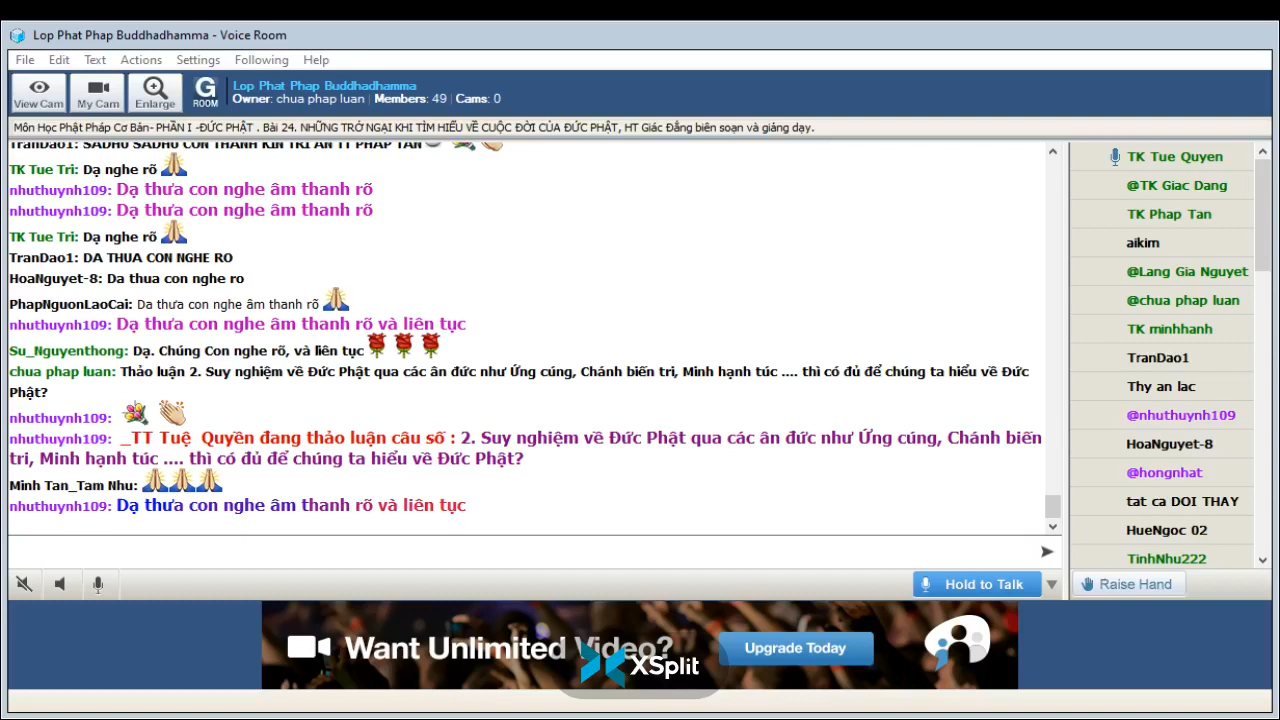 Lop Phat Phap Buddhadhamma - Voice Room
File Edit Text Actions Settings Following Help
View Cam My Cam Enlarge G ROOM
Lop Phat Phap Buddhadhamma
Owner: chua phap luan | Members: 49 | Cams: 0
Môn Học Phật Pháp Cơ Bản- PHẦN I -ĐỨC PHẬT . Bài 24. NHỮNG TRỞ NGẠI KHI TÌM HIỂU VỀ CUỘC ĐỜI CỦA ĐỨC PHẬT, HT Giác Đẳng biên soạn và giảng dạy.
TranDao1: SADHU SADHU CON THANH KIN TRI AN TT PHAP TAN
TK Tue Tri: Dạ nghe rõ
nhuthuynh109: Dạ thưa con nghe âm thanh rõ
nhuthuynh109: Dạ thưa con nghe âm thanh rõ
TK Tue Tri: Dạ nghe rõ
TranDao1: DA THUA CON NGHE RO
HoaNguyet-8: Da thua con nghe ro
PhapNguonLaoCai: Da thưa con nghe âm thanh rõ
nhuthuynh109: Dạ thưa con nghe âm thanh rõ và liên tục
Su_Nguyenthong: Dạ. Chúng Con nghe rõ, và liên tục
chua phap luan: Thảo luận 2. Suy nghiệm về Đức Phật qua các ân đức như Ứng cúng, Chánh biến tri, Minh hạnh túc .... thì có đủ để chúng ta hiểu về Đức
Phật?
nhuthuynh109:
nhuthuynh109: _TT Tuệ Quyền đang thảo luận câu số : 2. Suy nghiệm về Đức Phật qua các ân đức như Ứng cúng, Chánh biến
tri, Minh hạnh túc .... thì có đủ để chúng ta hiểu về Đức Phật?
Minh Tan_Tam Nhu:
nhuthuynh109: Dạ thưa con nghe âm thanh rõ và liên tục
TK Tue Quyen
@TK Giac Dang
TK Phap Tan
aikim
@Lang Gia Nguyet
@chua phap luan
TK minhhanh
TranDao1
Thy an lac
@nhuthuynh109
HoaNguyet-8
@hongnhat
tat ca DOI THAY
HueNgoc 02
TinhNhu222
Hold to Talk
Raise Hand
Want Unlimited Video?
Upgrade Today
XSplit